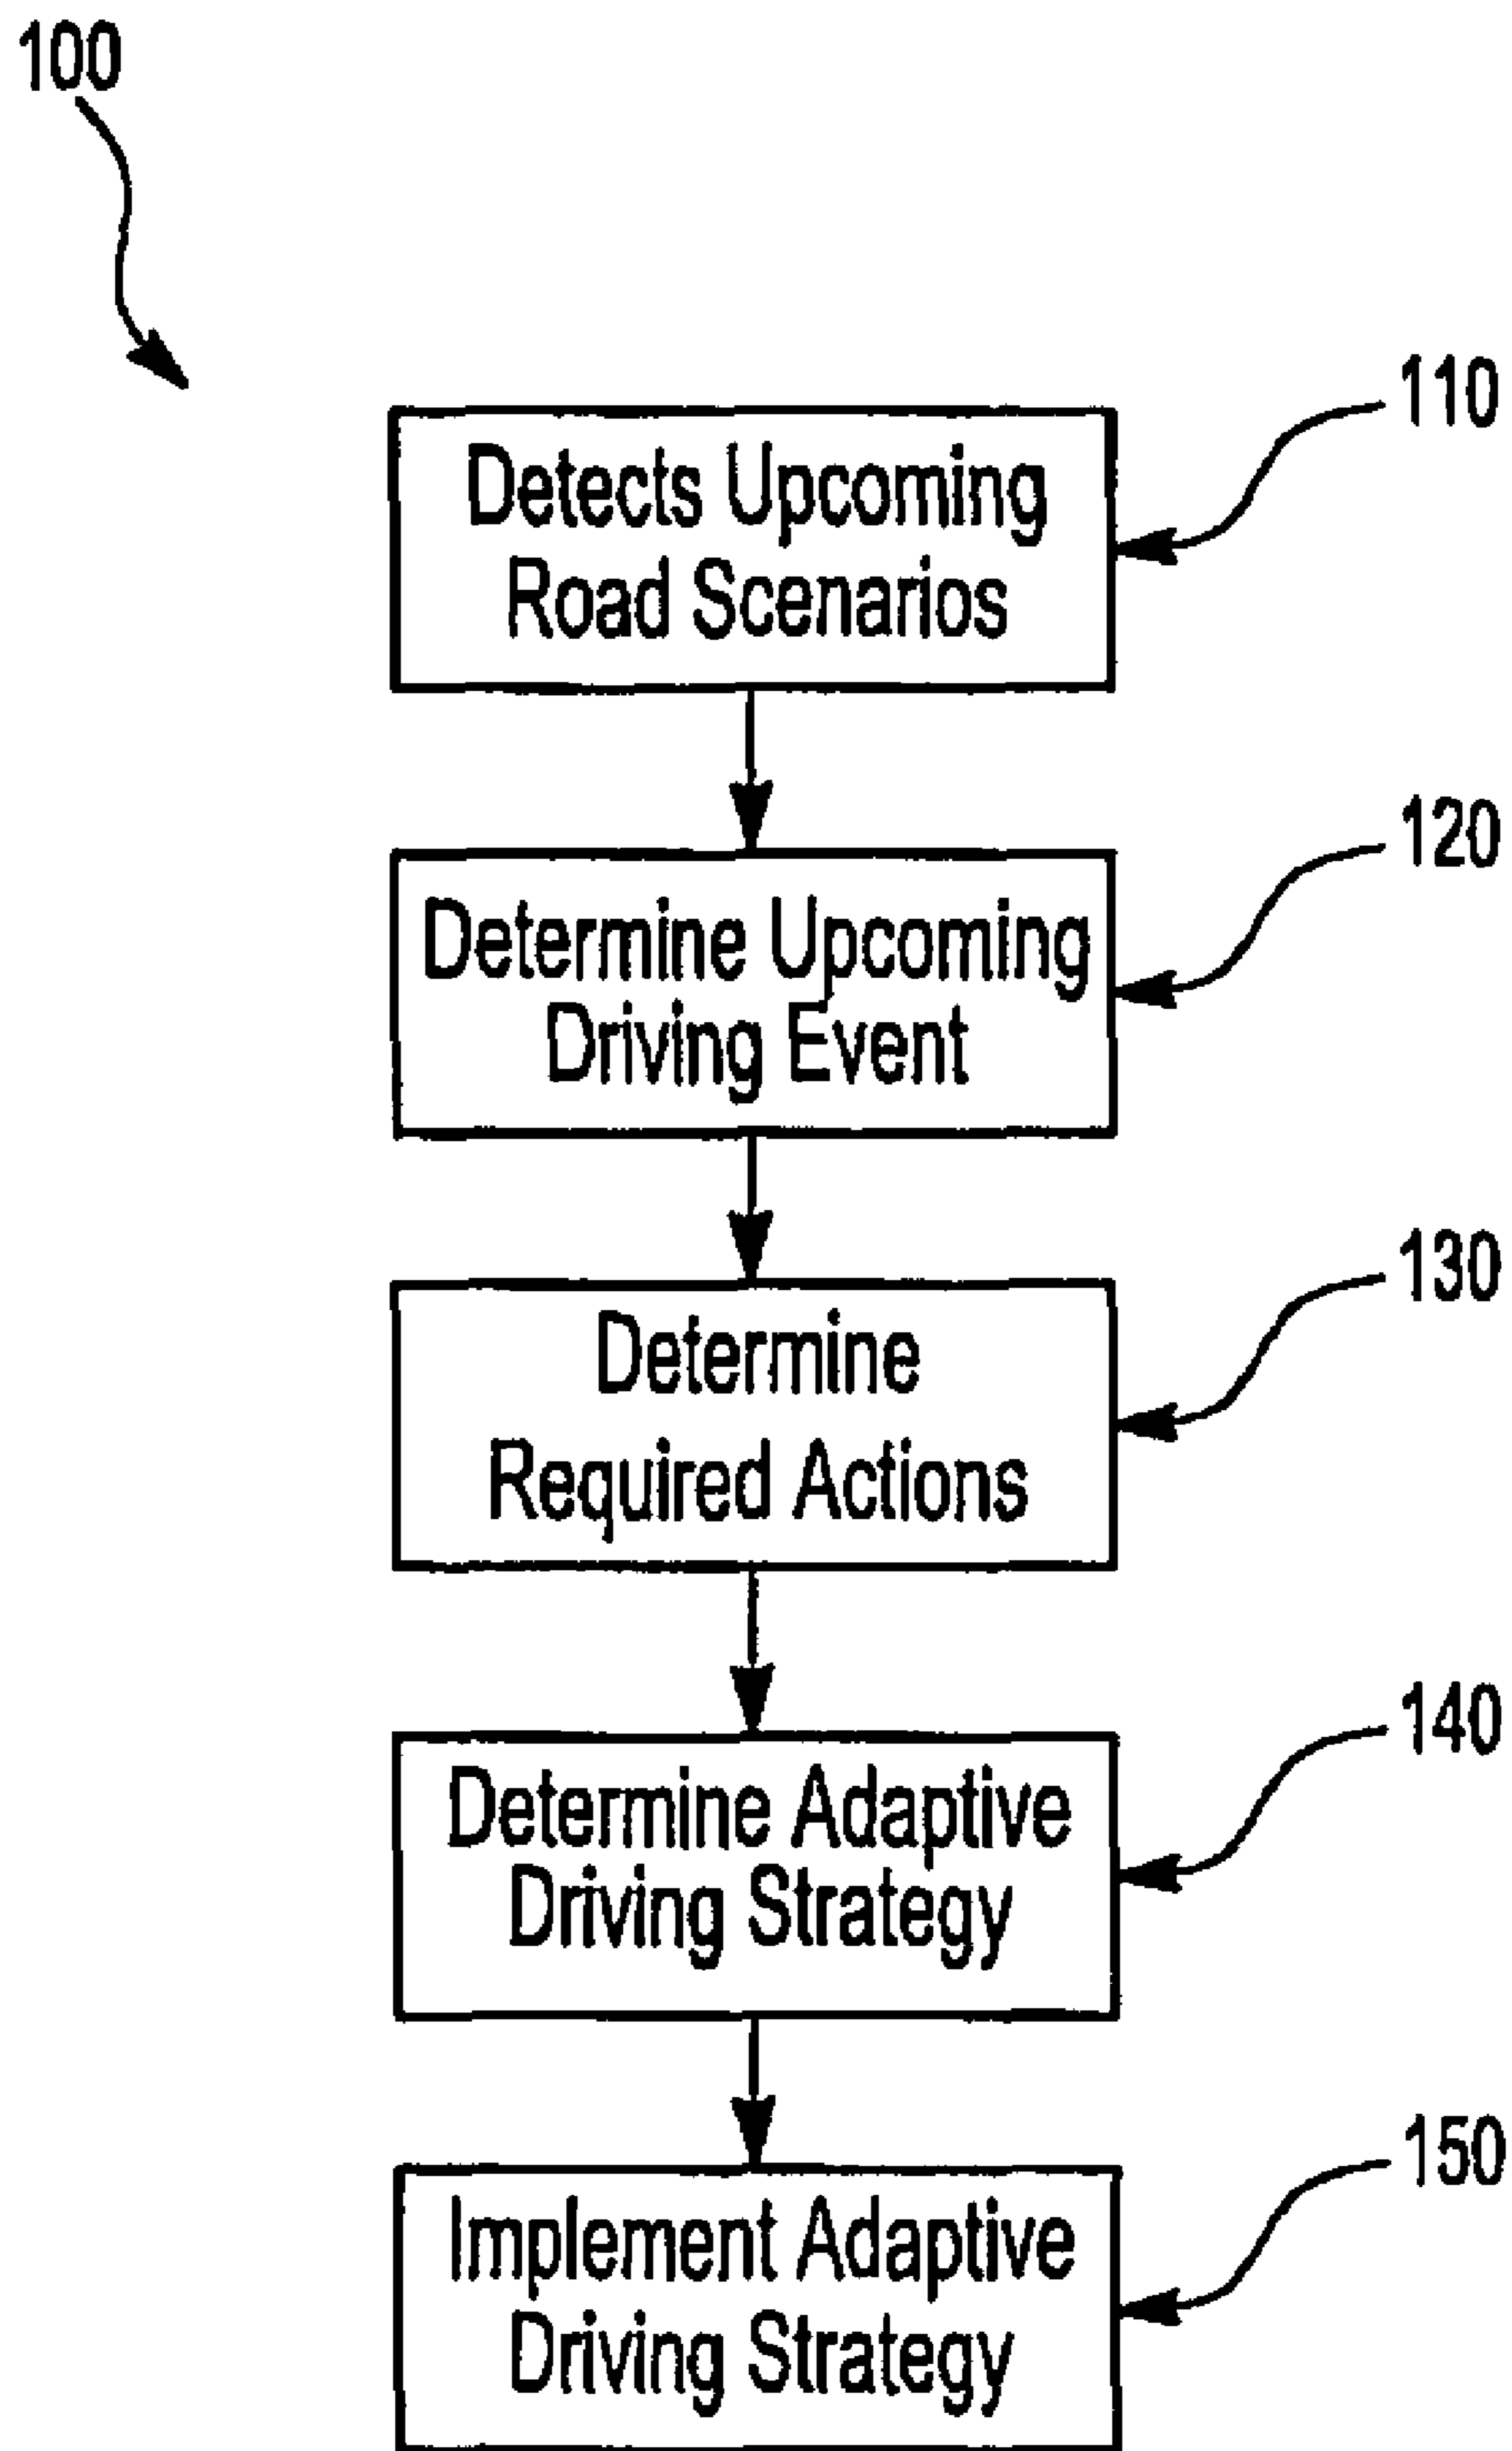 100
110
Detects Upcoming
Road Scenarios
120
Determine Upcoming
Driving Event
130
Determine
Required Actions
140
Determine Adaptive
Driving Strategy
150
Implement Adaptive
Driving Strategy